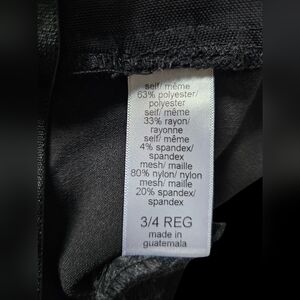 self/ même
63% polyester/
polyester
self/ même
33% rayon/
rayonne
self/ même
4% spandex/
spandex
mesh/ maille
80% nylon/ nylon
mesh/ maille
20% spandex/
spandex
3/4 REG
made in
guatemala